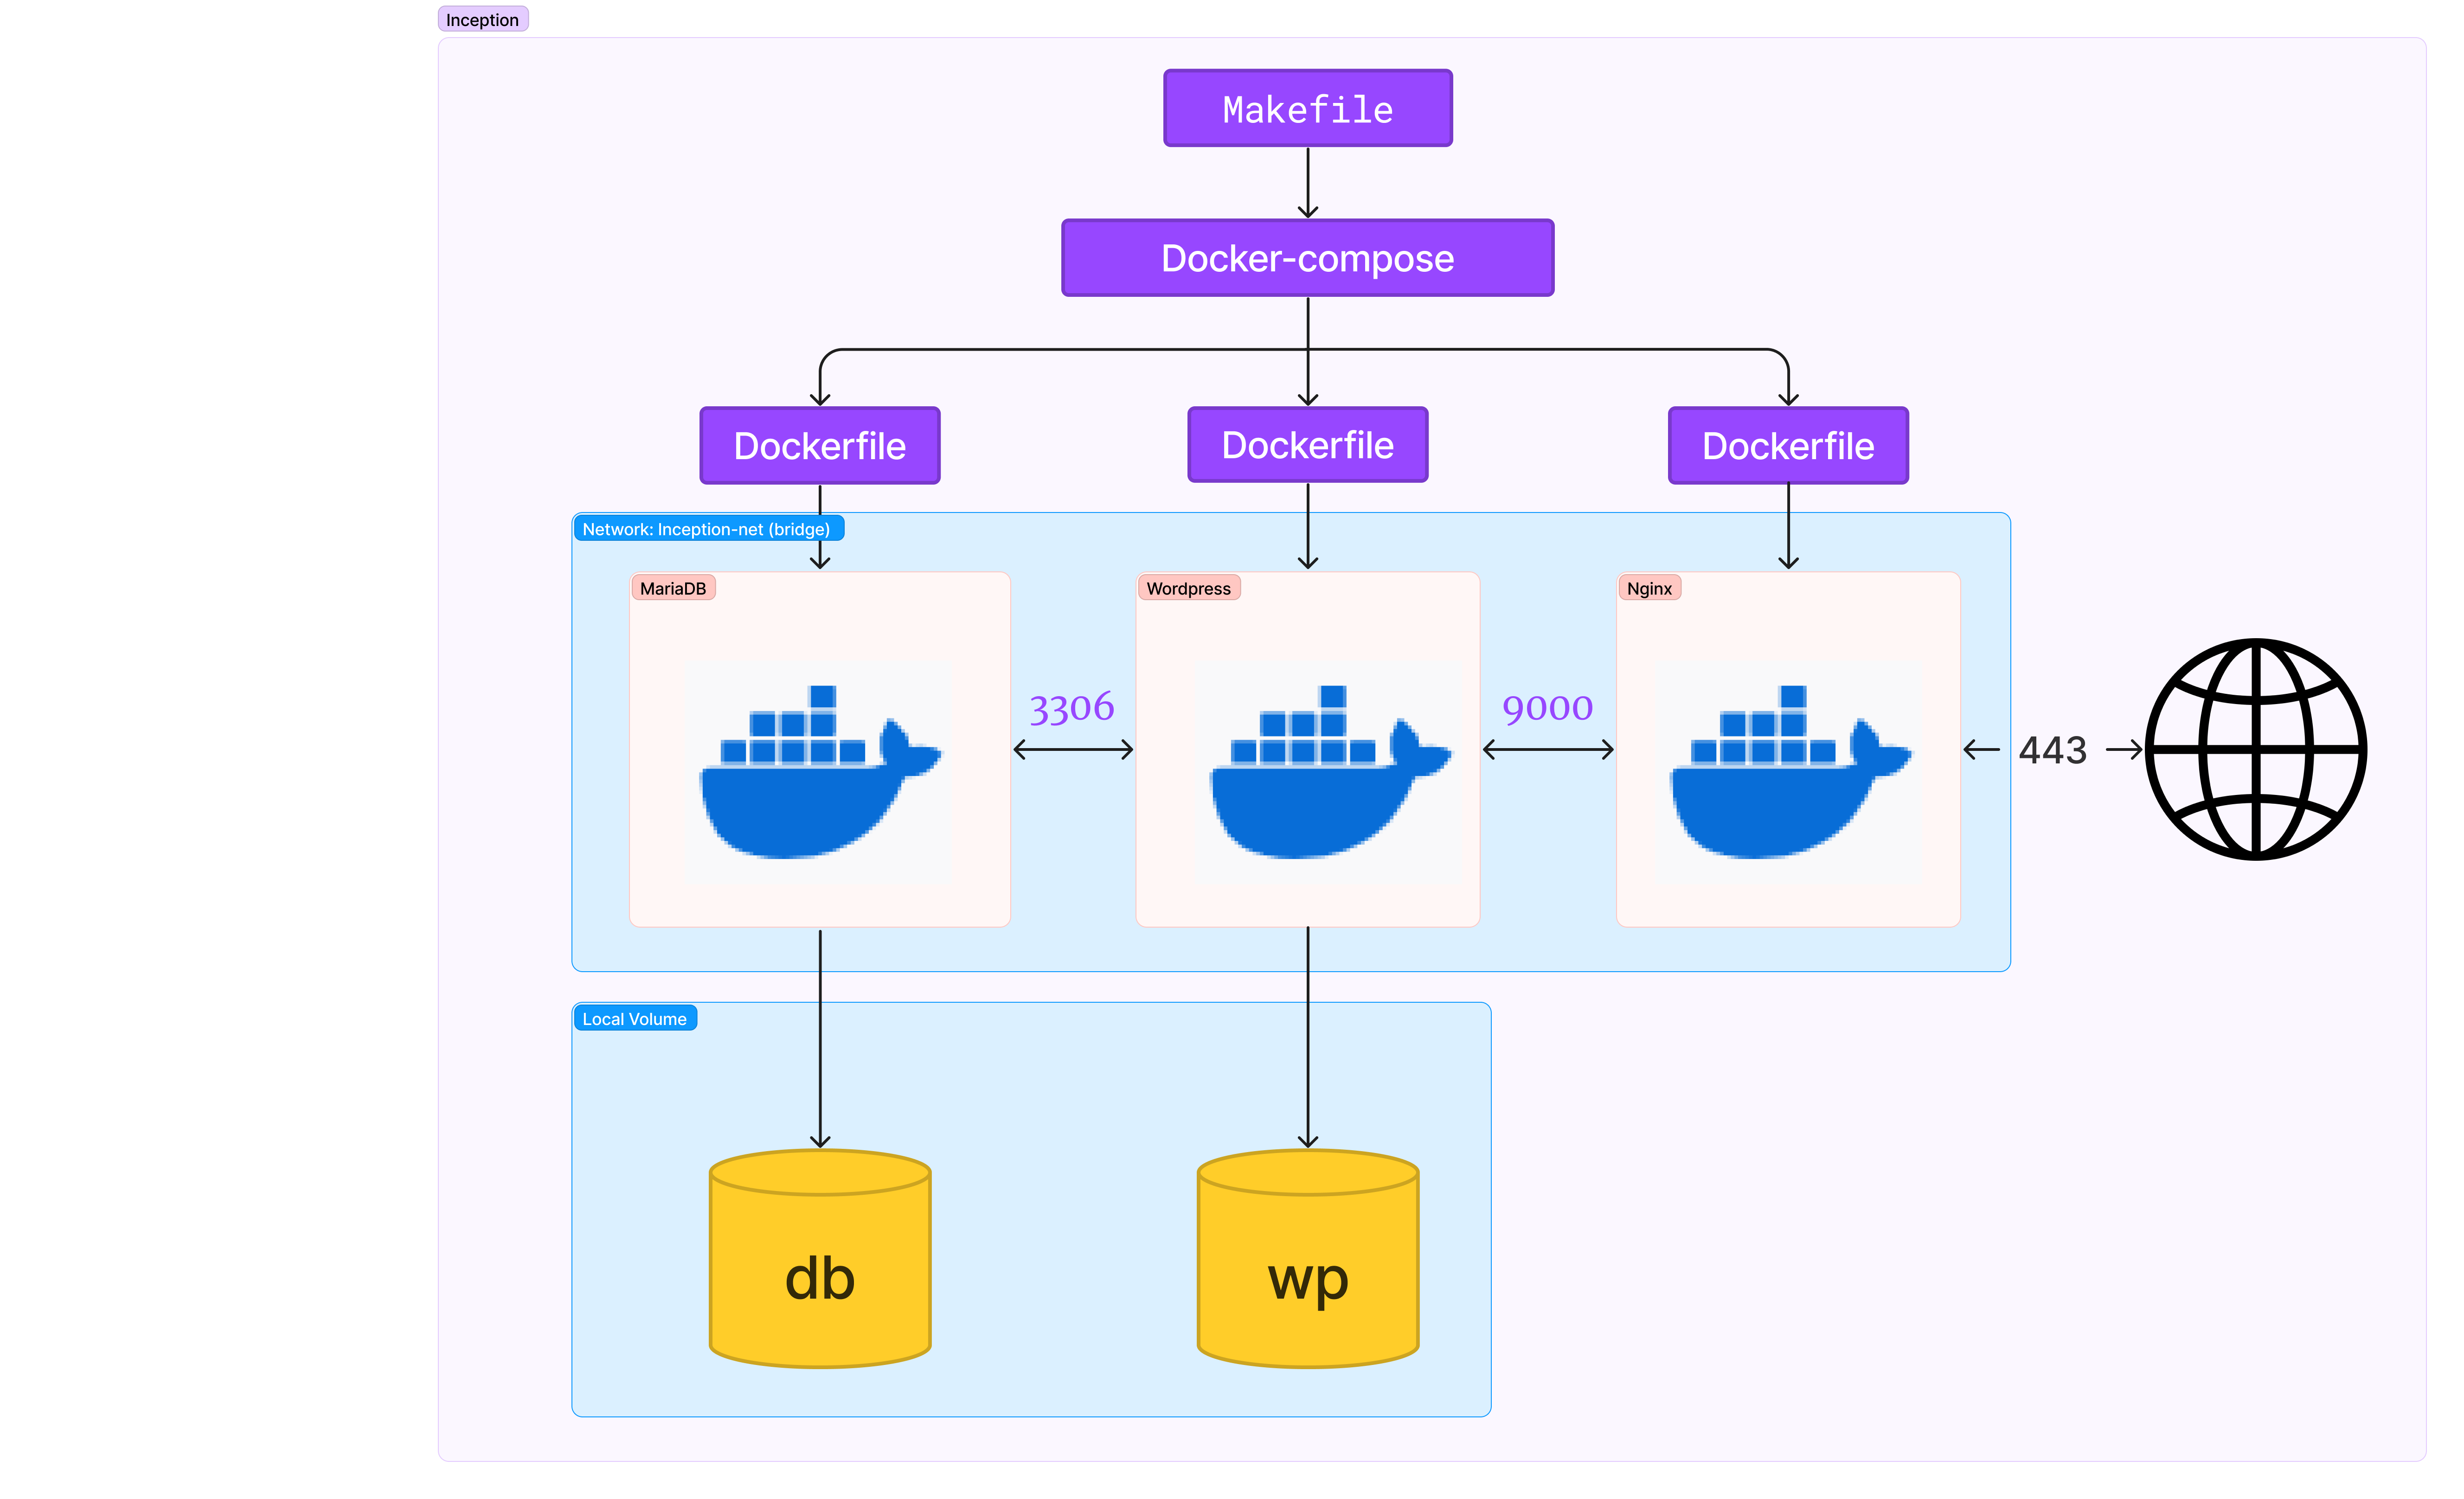 Inception
Makefile
Docker-compose
Dockerfile
Dockerfile
Dockerfile
Network: Inception-net (bridge)
MariaDB
Wordpress
Nginx
3306
9000
443
Local Volume
db
wp